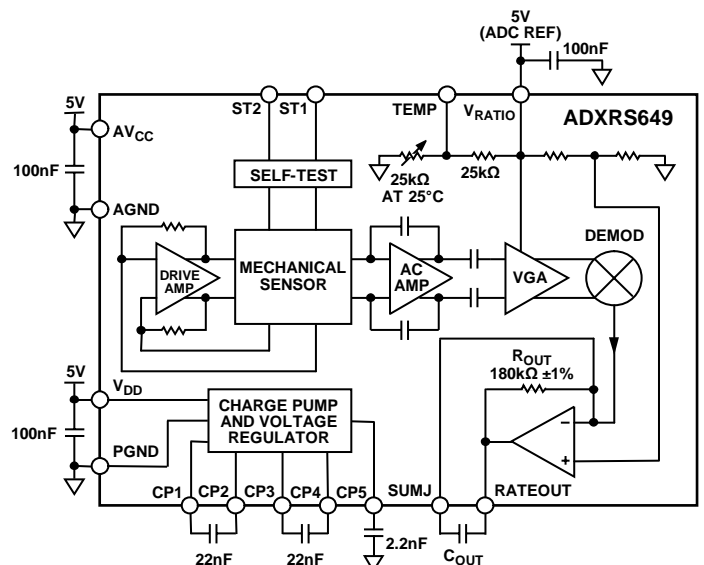 5V
(ADC REF)
100nF
5V
ST2 ST1
TEMP
VRATIO
ADXRS649
AVCC
100nF
25kΩ
AT 25°C
25kΩ
SELF-TEST
AGND
DEMOD
DRIVE
AMP
MECHANICAL
SENSOR
AC
AMP
VGA
5V
VDD
ROUT
180kΩ ±1%
100nF
CHARGE PUMP
AND VOLTAGE
REGULATOR
–
+
PGND
CP1 CP2 CP3 CP4 CP5 SUMJ RATEOUT
22nF
22nF
2.2nF
COUT